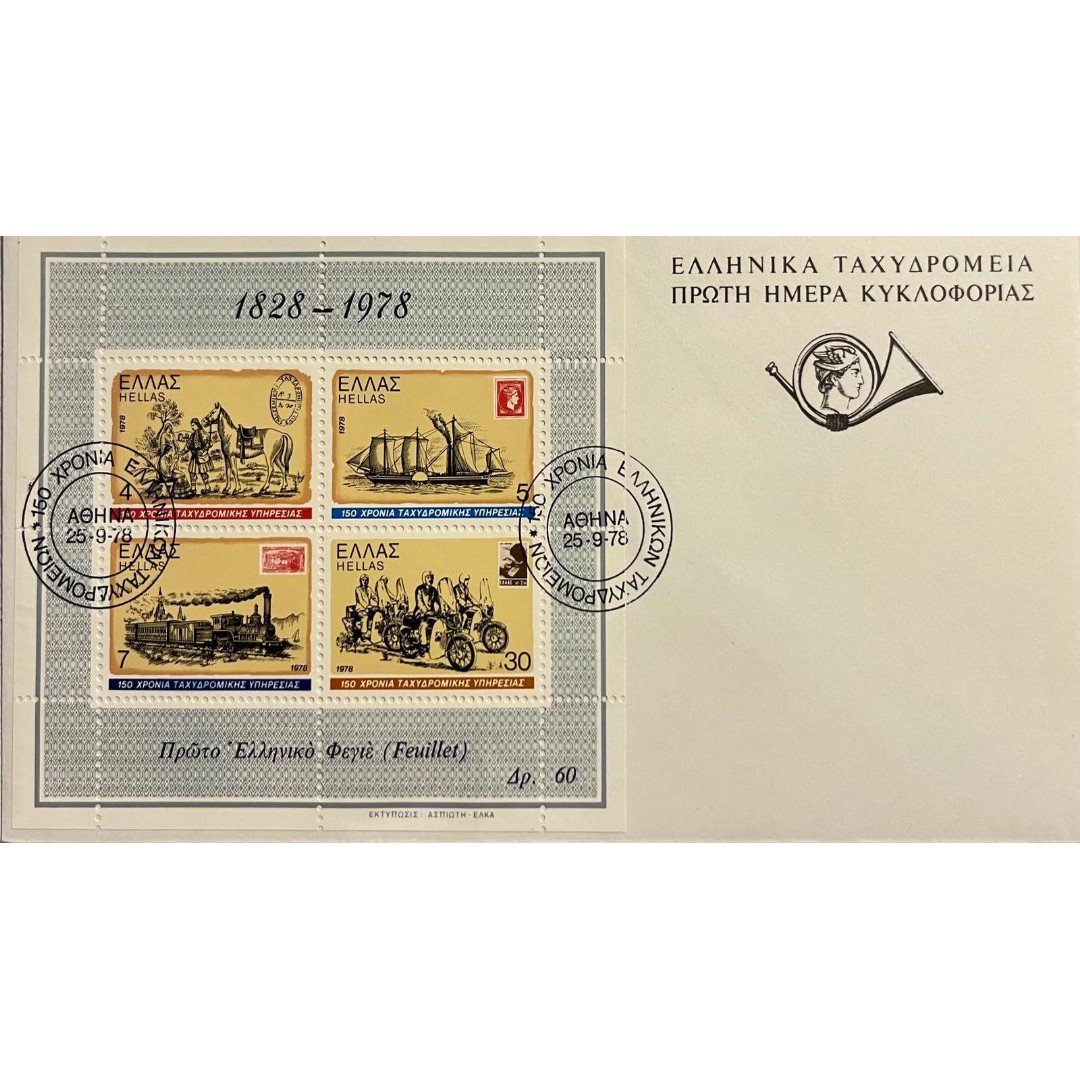 ΕΛΛΗΝΙΚΑ ΤΑΧΥΔΡΟΜΕΙΑ
ΠΡΩΤΗ ΗΜΕΡΑ ΚΥΚΛΟΦΟΡΙΑΣ
1828–1978
ΕΛΛΑΣ
HELLAS
1978
4
150 ΧΡΟΝΙΑ ΤΑΧΥΔΡΟΜΙΚΗΣ ΥΠΗΡΕΣΙΑΣ
ΕΛΛΑΣ
HELLAS
1978
5
150 ΧΡΟΝΙΑ ΤΑΧΥΔΡΟΜΙΚΗΣ ΥΠΗΡΕΣΙΑΣ
150 ΧΡΟΝΙΑ ΕΛΛΗΝΙΚΩΝ ΤΑΧΥΔΡΟΜΕΙΩΝ *
ΑΘΗΝΑ
25-9-78
150 ΧΡΟΝΙΑ ΕΛΛΗΝΙΚΩΝ ΤΑΧΥΔΡΟΜΕΙΩΝ *
ΑΘΗΝΑ
25-9-78
ΕΛΛΑΣ
HELLAS
7
1978
150 ΧΡΟΝΙΑ ΤΑΧΥΔΡΟΜΙΚΗΣ ΥΠΗΡΕΣΙΑΣ
ΕΛΛΑΣ
HELLAS
1978
30
150 ΧΡΟΝΙΑ ΤΑΧΥΔΡΟΜΙΚΗΣ ΥΠΗΡΕΣΙΑΣ
Πρῶτο Ἑλληνικὸ Φεγιὲ (Feuillet)
Δρ. 60
ΕΚΤΥΠΩΣΙΣ: ΑΣΠΙΩΤΗ-ΕΛΚΑ